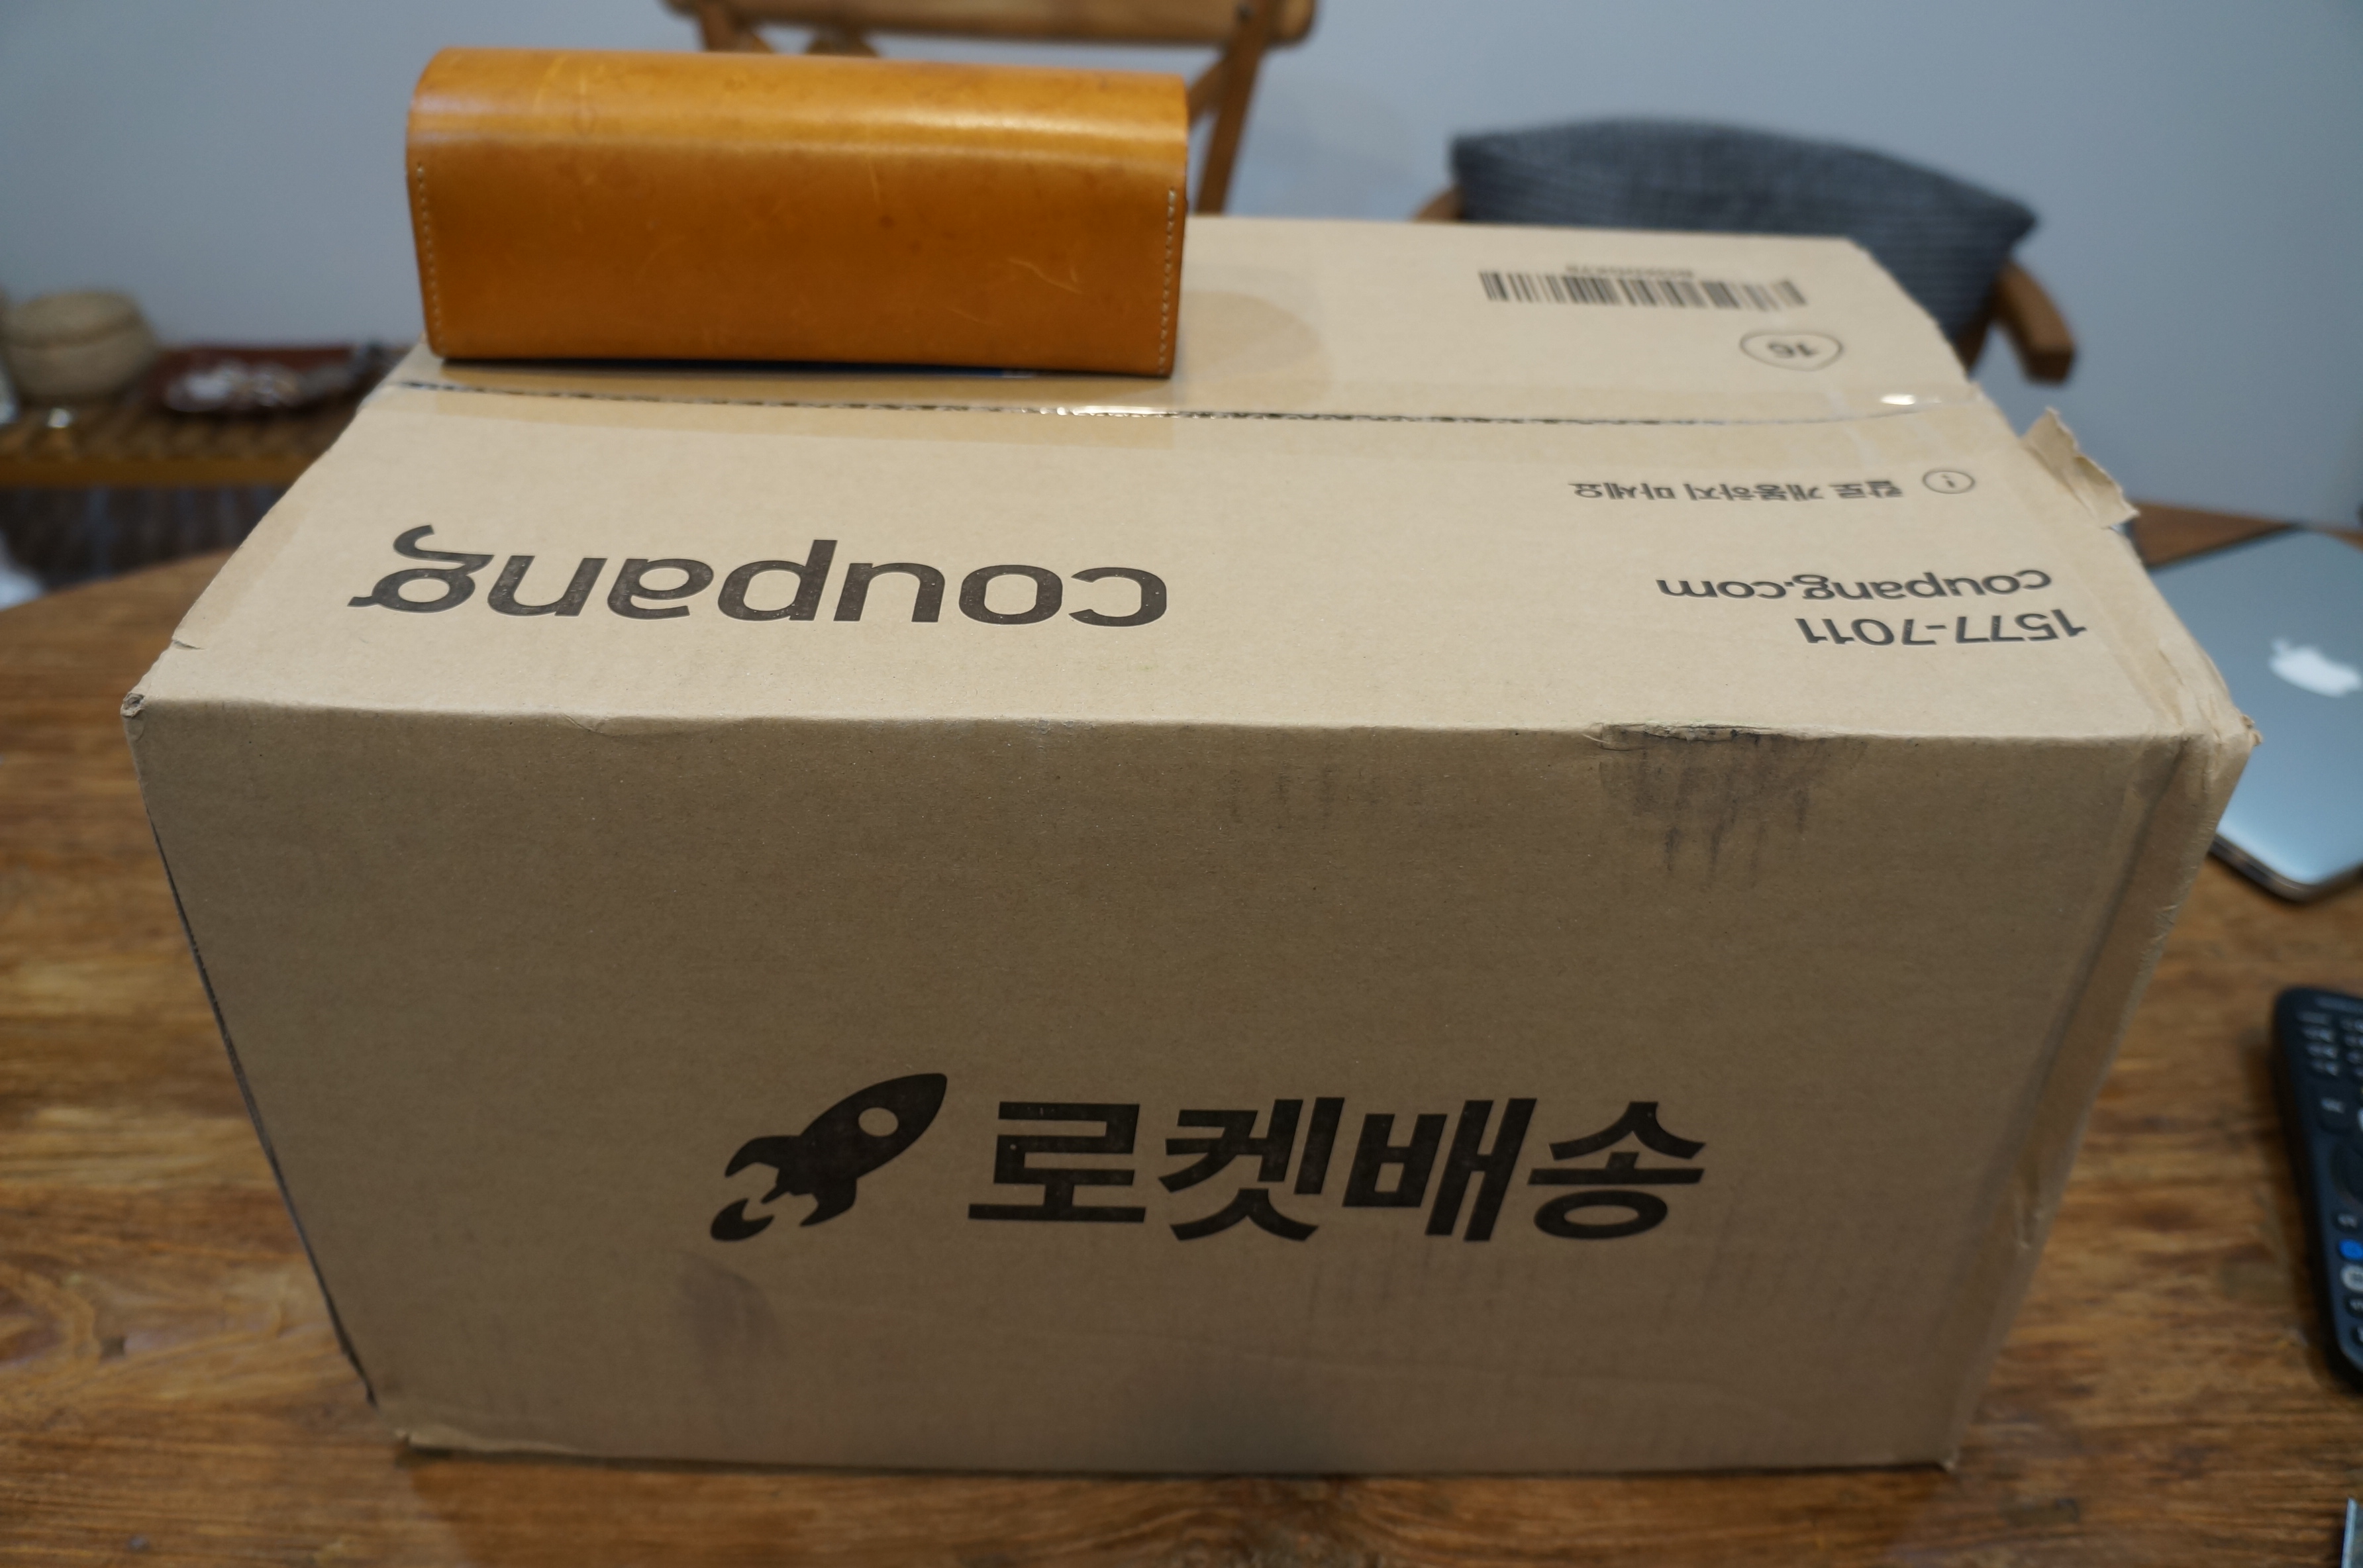 16
칼로 개봉하지 마세요
coupang
coupang.com
1577-7011
로켓배송